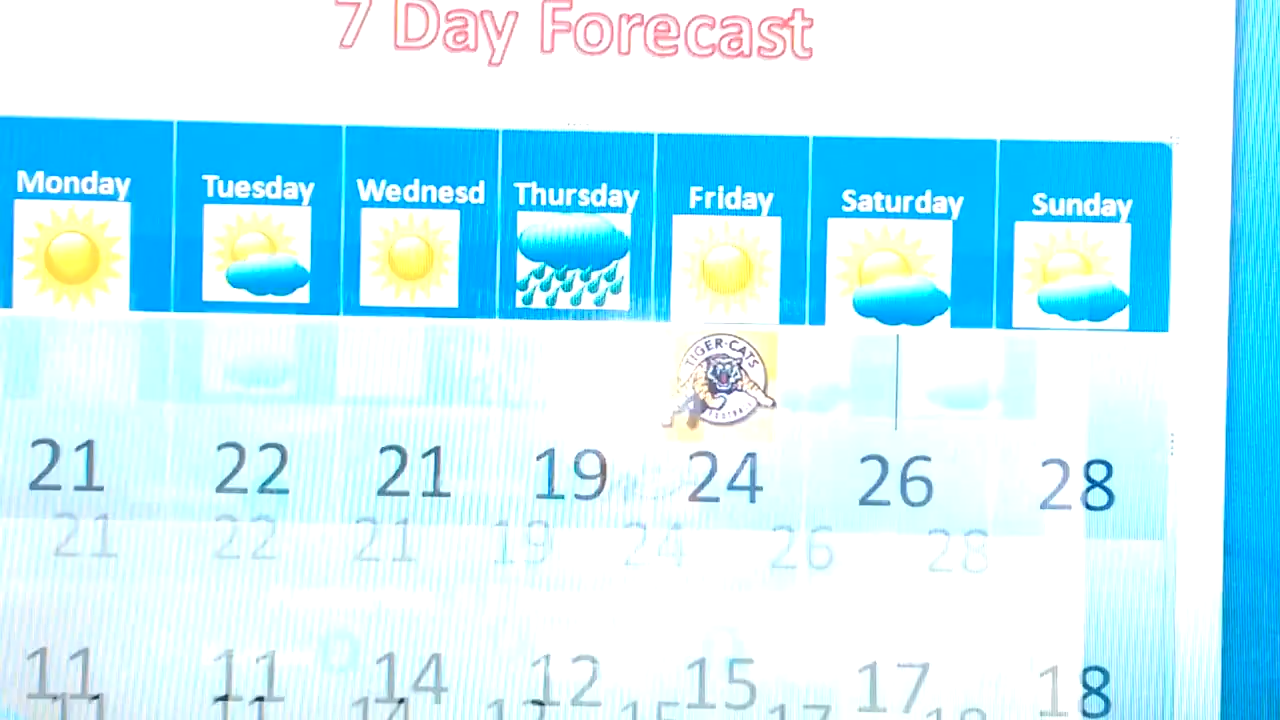 7 Day Forecast
Monday Tuesday Wednesd Thursday Friday Saturday Sunday
TIGER-CATS
21 22 21 19 24 26 28
21 22 21 19 24 26 28
11 11 14 12 15 17 18